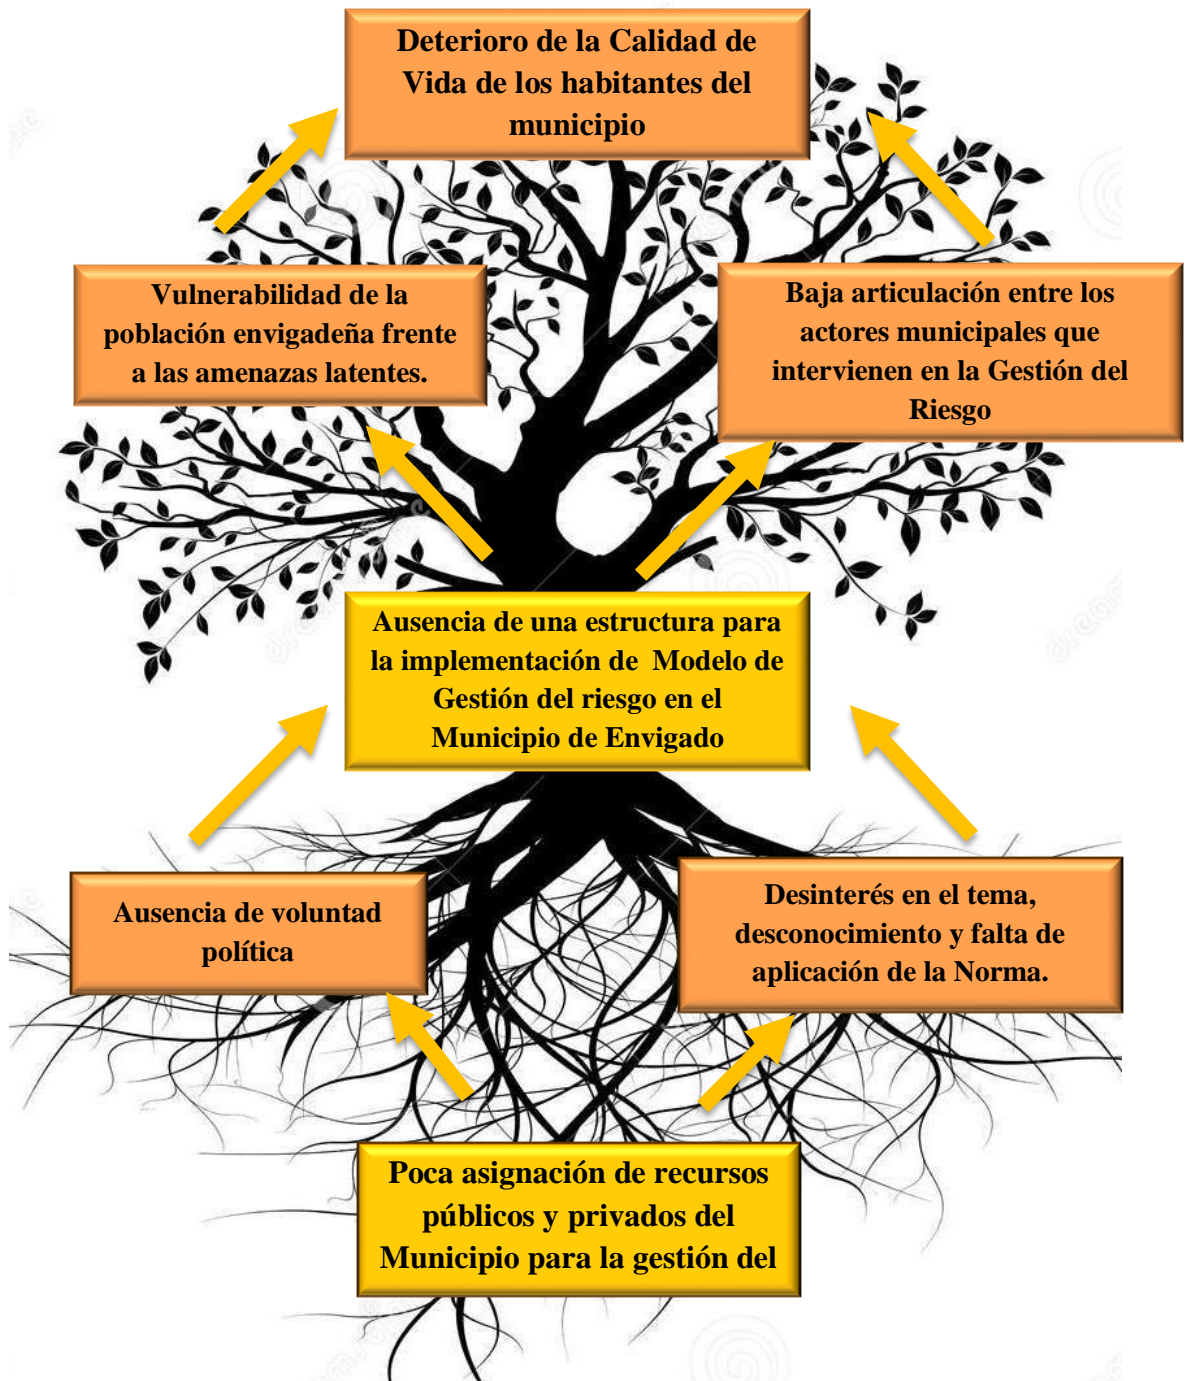 Deterioro de la Calidad de
Vida de los habitantes del
municipio
Vulnerabilidad de la
población envigadeña frente
a las amenazas latentes.
Baja articulación entre los
actores municipales que
intervienen en la Gestión del
Riesgo
Ausencia de una estructura para
la implementación de Modelo de
Gestión del riesgo en el
Municipio de Envigado
Ausencia de voluntad
política
Desinterés en el tema,
desconocimiento y falta de
aplicación de la Norma.
Poca asignación de recursos
públicos y privados del
Municipio para la gestión del